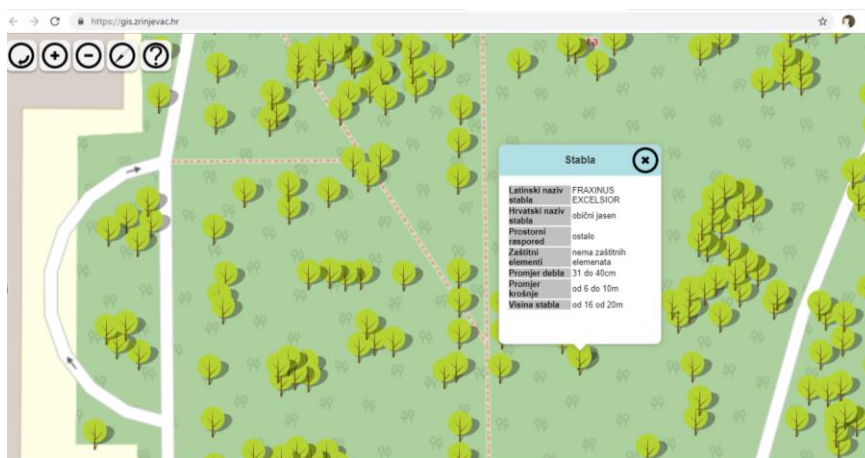 https://gis.zrinjevac.hr
Stabla
Latinski naziv stabla FRAXINUS EXCELSIOR
Hrvatski naziv stabla obični jasen
Prostorni raspored ostalo
Zaštitni elementi nema zaštitnih elemenata
Promjer debla 31 do 40cm
Promjer krošnje od 6 do 10m
Visina stabla od 16 od 20m